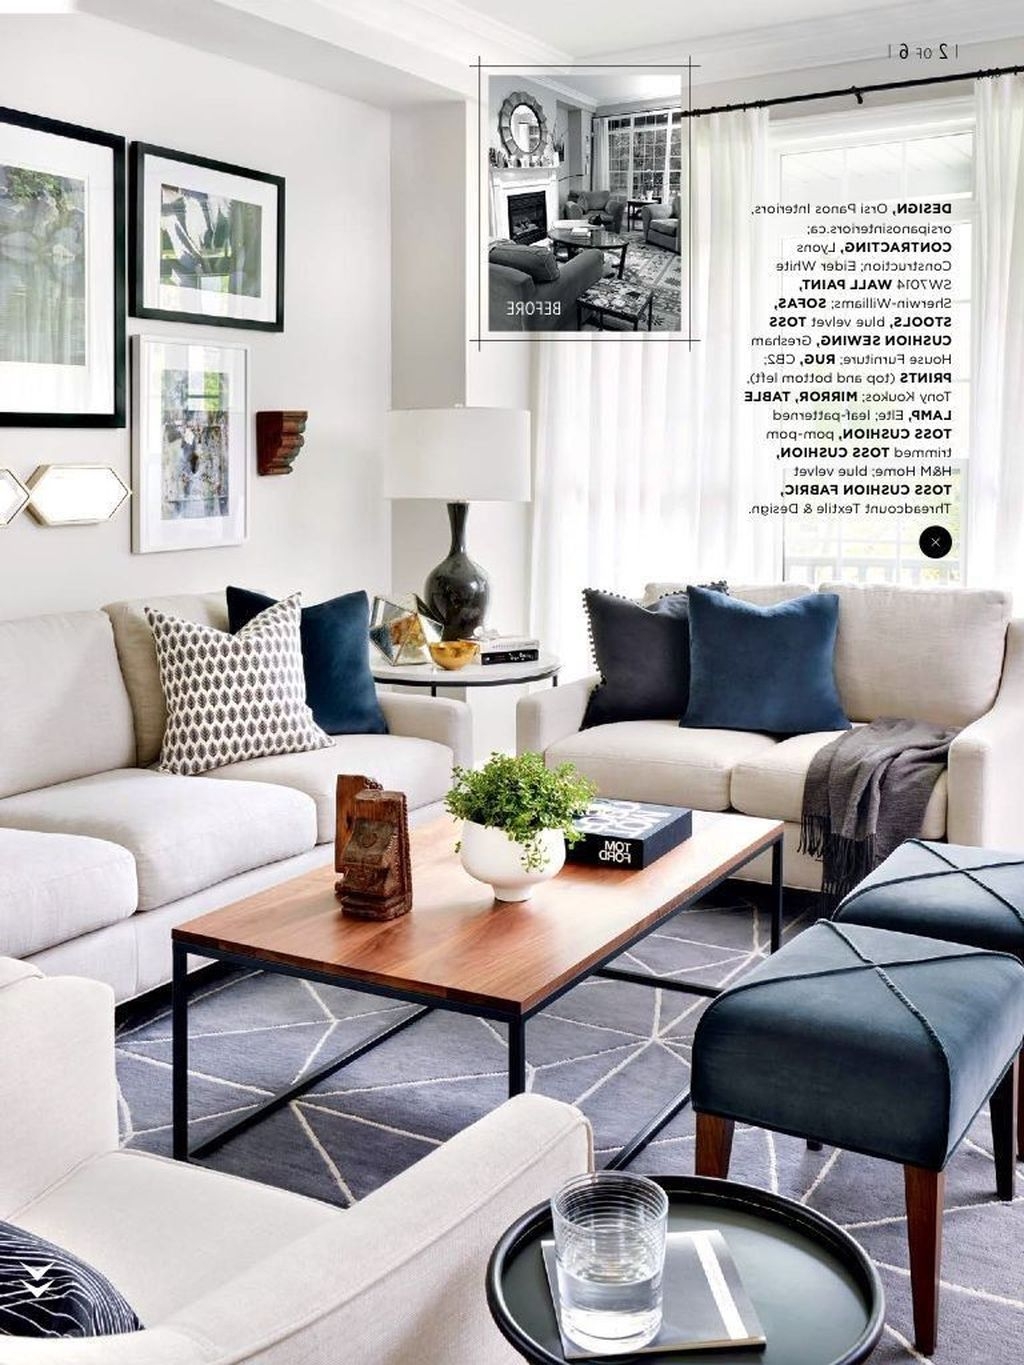 | 2 OF 6 |
BEFORE
DESIGN, Orsi Panos Interiors,
orsipanosinteriors.ca;
CONTRACTING, Lyons
Construction; Eider White
SW7014 WALL PAINT,
Sherwin-Williams; SOFAS,
STOOLS, blue velvet TOSS
CUSHION SEWING, Gresham
House Furniture; RUG, CB2;
PRINTS (top and bottom left),
Tony Koukos; MIRROR, TABLE
LAMP, Elte; leaf-patterned
TOSS CUSHION, pom-pom
trimmed TOSS CUSHION,
H&M Home; blue velvet
TOSS CUSHION FABRIC,
Threadcount Textile & Design.
TOM
FORD